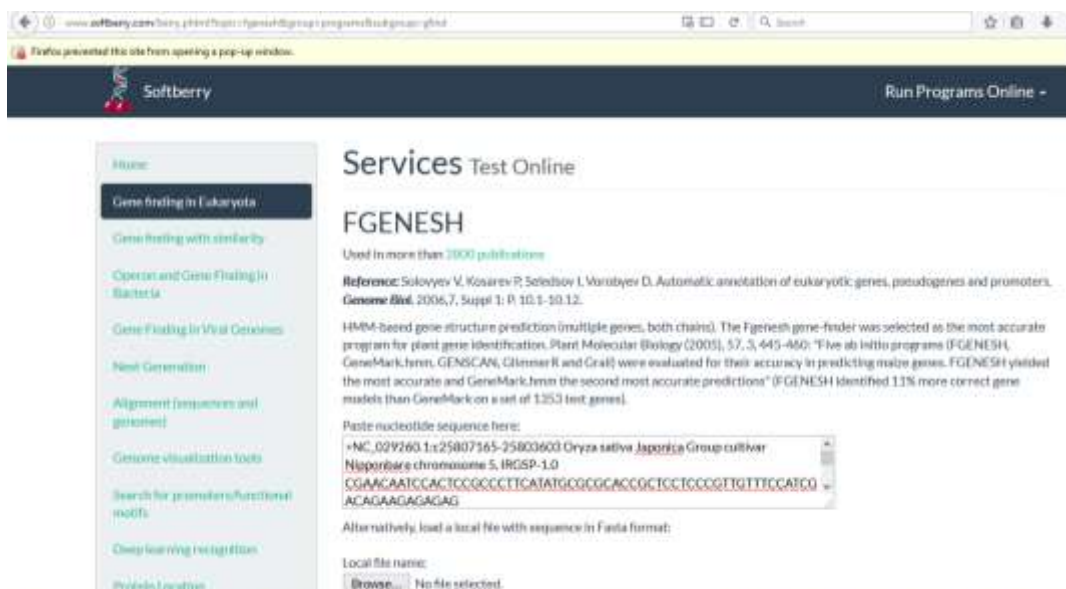 www.softberry.com/berry.phtml?topic=fgenesh&group=programs&subgroup=gfind
Search
Firefox prevented this site from opening a pop-up window.
Softberry
Run Programs Online
Home
Gene finding in Eukaryota
Gene finding with similarity
Operon and Gene Finding in
Bacteria
Gene Finding in Viral Genomes
Next Generation
Alignment (sequences and
genomes)
Genome visualization tools
Search for promoters/functional
motifs
Deep learning recognition
Protein Location
Services Test Online
FGENESH
Used in more than 2800 publications
Reference: Solovyev V, Kosarev P, Seledsov I, Vorobyev D. Automatic annotation of eukaryotic genes, pseudogenes and promoters.
Genome Biol. 2006,7, Suppl 1: P. 10.1-10.12.
HMM-based gene structure prediction (multiple genes, both chains). The Fgenesh gene-finder was selected as the most accurate
program for plant gene identification. Plant Molecular Biology (2005), 57, 3, 445-460: "Five ab initio programs (FGENESH,
GeneMark.hmm, GENSCAN, GlimmerR and Grail) were evaluated for their accuracy in predicting maize genes. FGENESH yielded
the most accurate and GeneMark.hmm the second most accurate predictions" (FGENESH identified 11% more correct gene
models than GeneMark on a set of 1353 test genes).
Paste nucleotide sequence here:
>NC_029260.1:c25807165-25803603 Oryza sativa Japonica Group cultivar
Nipponbare chromosome 5, IRGSP-1.0
CGAACAATCCACTCCGCCCTTCATATGCGCGCACCGCTCCTCCCGTTGTTTCCATCG
ACAGAAGAGAGAG
Alternatively, load a local file with sequence in Fasta format:
Local file name:
Browse... No file selected.